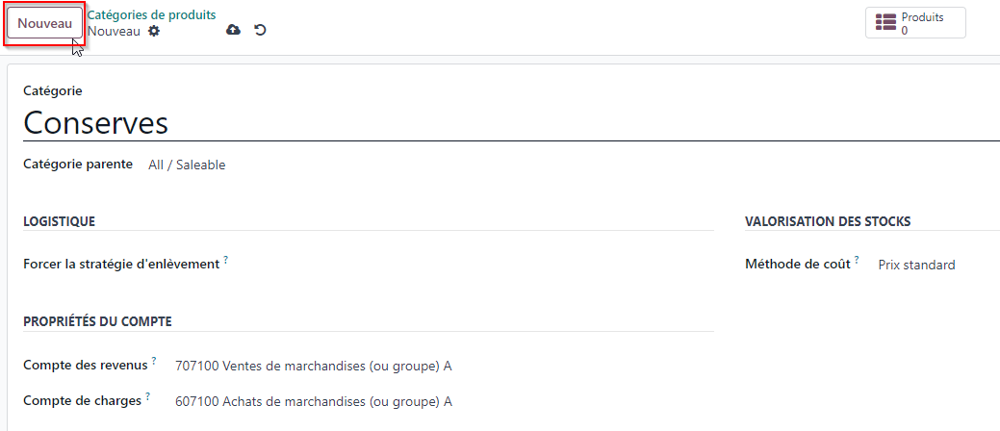 Nouveau
Catégories de produits
Nouveau
Produits
0
Catégorie
Conserves
Catégorie parente All / Saleable
LOGISTIQUE
VALORISATION DES STOCKS
Forcer la stratégie d'enlèvement ?
Méthode de coût ? Prix standard
PROPRIÉTÉS DU COMPTE
Compte des revenus ? 707100 Ventes de marchandises (ou groupe) A
Compte de charges ? 607100 Achats de marchandises (ou groupe) A